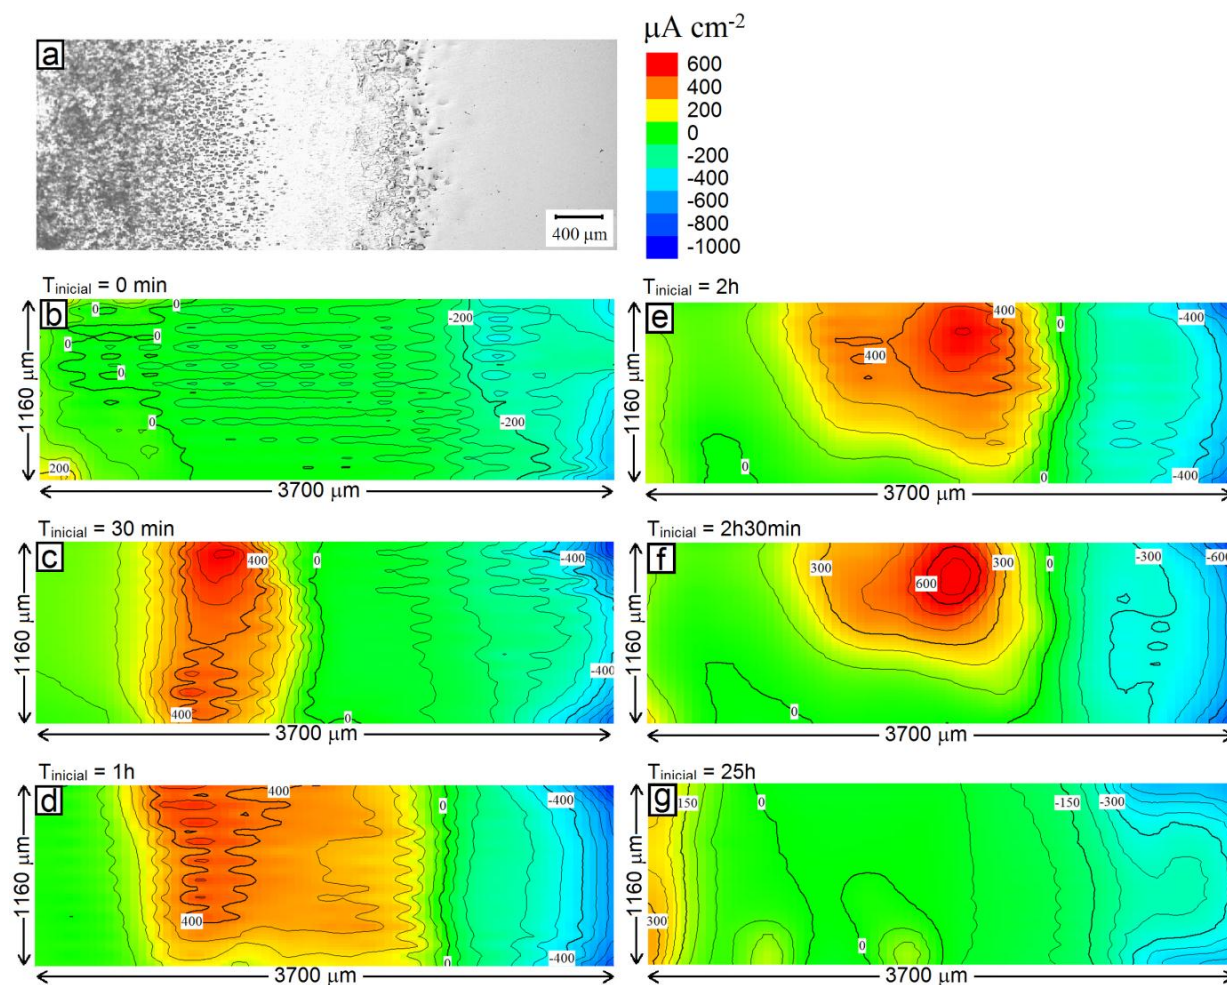 a
400 µm
µA cm-2
600
400
200
0
-200
-400
-600
-800
-1000
Tinicial = 0 min
b
0
0
0
0
0
0
-200
-200
200
1160 µm
3700 µm
Tinicial = 30 min
c
400
0
-400
-400
400
0
1160 µm
3700 µm
Tinicial = 1h
d
400
0
-400
400
0
-400
1160 µm
3700 µm
Tinicial = 2h
e
400
0
-400
400
0
0
-400
1160 µm
3700 µm
Tinicial = 2h30min
f
300
300
0
-300
-600
600
0
1160 µm
3700 µm
Tinicial = 25h
g
150
0
-150
-300
300
0
1160 µm
3700 µm